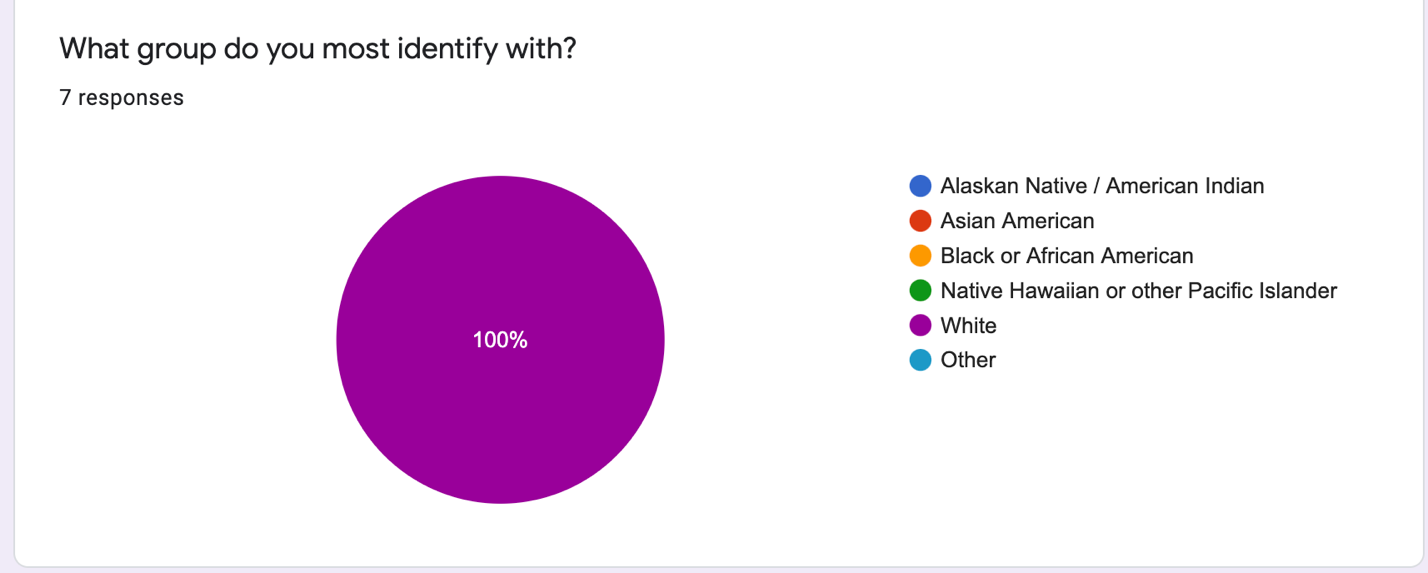 What group do you most identify with?
7 responses
100%
Alaskan Native / American Indian
Asian American
Black or African American
Native Hawaiian or other Pacific Islander
White
Other